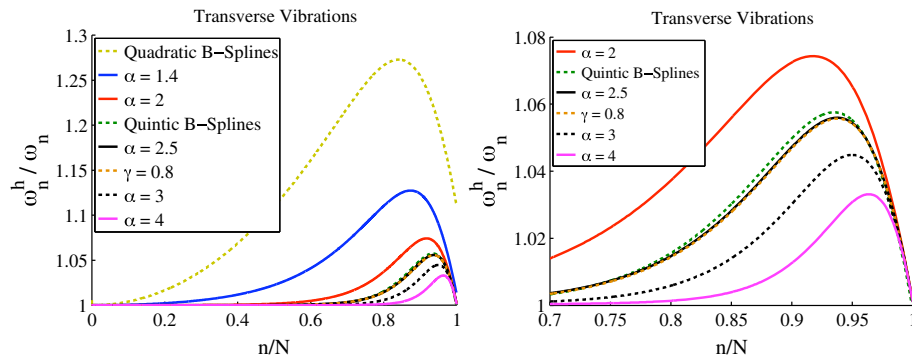 Transverse Vibrations
1.3
1.25
1.2
1.15
1.1
1.05
1
ω_n^h / ω_n
Quadratic B−Splines
α = 1.4
α = 2
Quintic B−Splines
α = 2.5
γ = 0.8
α = 3
α = 4
0 0.2 0.4 0.6 0.8 1
n/N
Transverse Vibrations
1.08
1.06
1.04
1.02
1
ω_n^h / ω_n
α = 2
Quintic B−Splines
α = 2.5
γ = 0.8
α = 3
α = 4
0.7 0.75 0.8 0.85 0.9 0.95 1
n/N